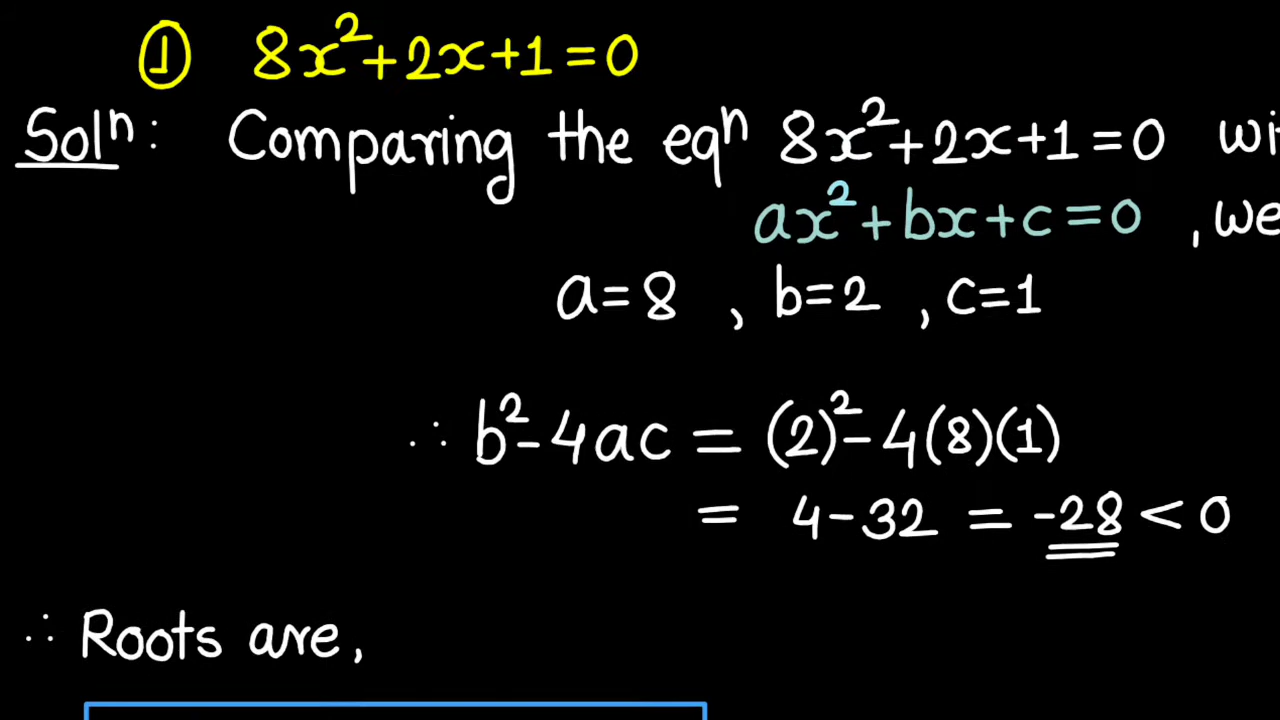 ① 8x²+2x+1=0
Solⁿ: Comparing the eqⁿ 8x²+2x+1=0
ax²+bx+c=0 , we
a=8 , b=2 , c=1
∴ b²-4ac = (2)²-4(8)(1)
= 4-32 = -28 < 0
∴ Roots are,